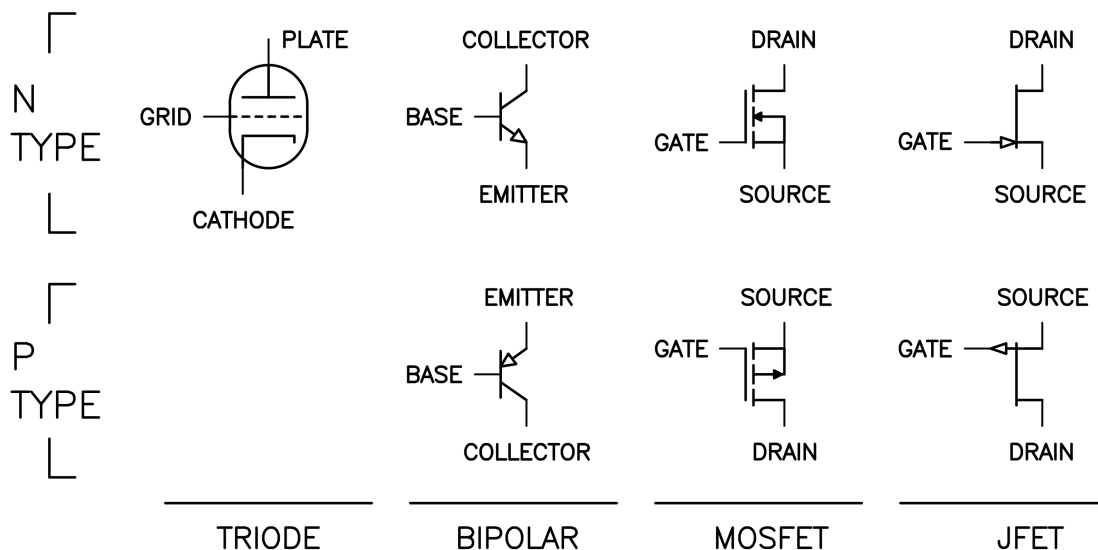 N
TYPE
PLATE
GRID
CATHODE
COLLECTOR
BASE
EMITTER
DRAIN
GATE
SOURCE
DRAIN
GATE
SOURCE
P
TYPE
EMITTER
BASE
COLLECTOR
SOURCE
GATE
DRAIN
SOURCE
GATE
DRAIN
TRIODE
BIPOLAR
MOSFET
JFET